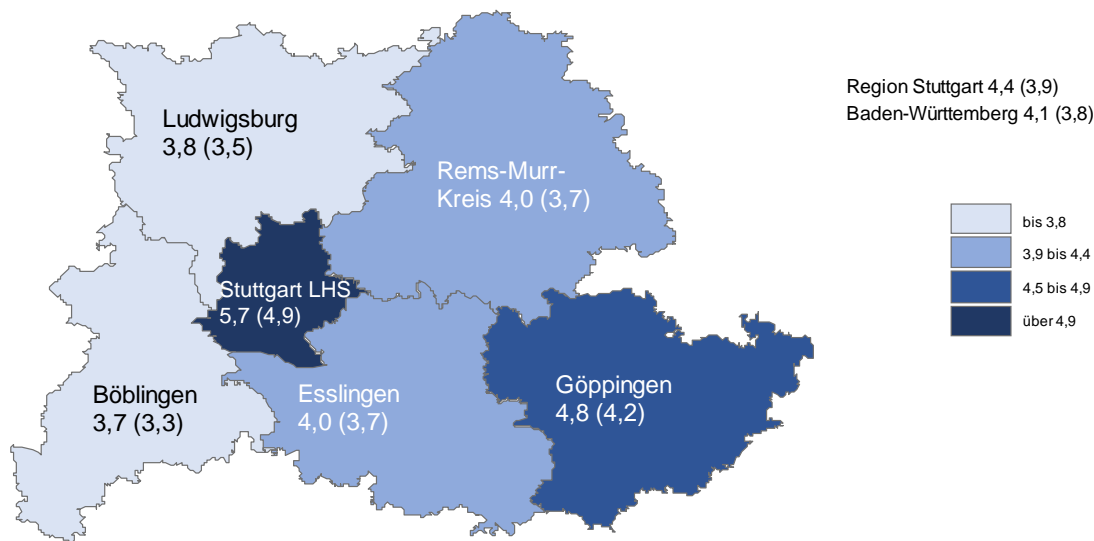 Region Stuttgart 4,4 (3,9)
Baden-Württemberg 4,1 (3,8)
Ludwigsburg
3,8 (3,5)
Rems-Murr-
Kreis 4,0 (3,7)
Stuttgart LHS
5,7 (4,9)
Böblingen
3,7 (3,3)
Esslingen
4,0 (3,7)
Göppingen
4,8 (4,2)
bis 3,8
3,9 bis 4,4
4,5 bis 4,9
über 4,9